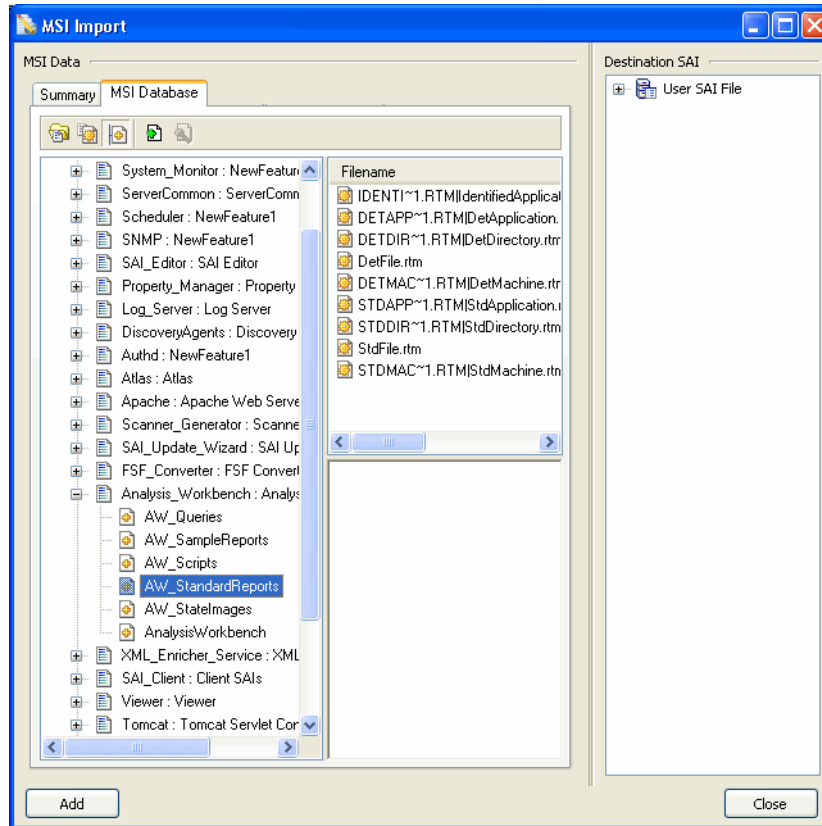 MSI Import
MSI Data
Summary
MSI Database
System_Monitor : NewFeature
ServerCommon : ServerComm
Scheduler : NewFeature1
SNMP : NewFeature1
SAI_Editor : SAI Editor
Property_Manager : Property
Log_Server : Log Server
DiscoveryAgents : Discovery
Authd : NewFeature1
Atlas : Atlas
Apache : Apache Web Serve
Scanner_Generator : Scanne
SAI_Update_Wizard : SAI Up
FSF_Converter : FSF Convert
Analysis_Workbench : Analys
AW_Queries
AW_SampleReports
AW_Scripts
AW_StandardReports
AW_StateImages
AnalysisWorkbench
XML_Enricher_Service : XML
SAI_Client : Client SAIs
Viewer : Viewer
Tomcat : Tomcat Servlet Cor
Filename
IDENTI~1.RTM|IdentifiedApplicat
DETAPP~1.RTM|DetApplication.
DETDIR~1.RTM|DetDirectory.rtm
DetFile.rtm
DETMAC~1.RTM|DetMachine.rtr
STDAPP~1.RTM|StdApplication.r
STDDIR~1.RTM|StdDirectory.rtm
StdFile.rtm
STDMAC~1.RTM|StdMachine.rtn
Destination SAI
User SAI File
Add
Close